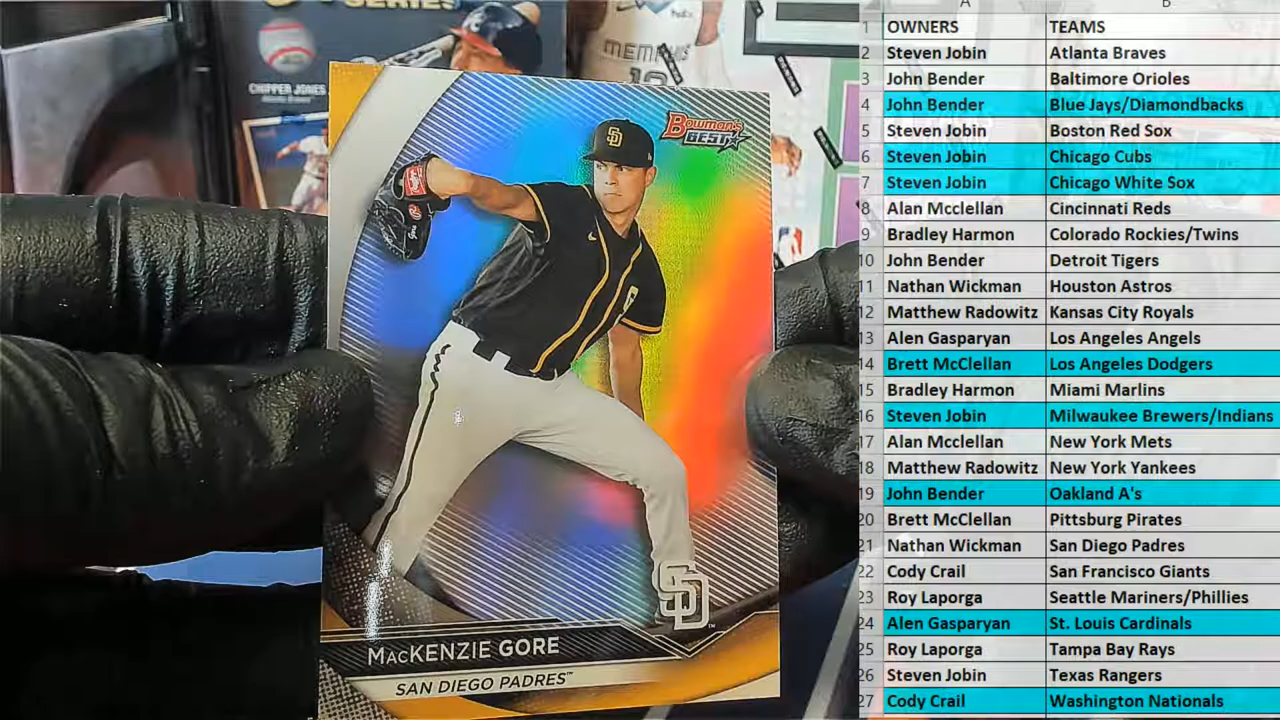 SERIES
CHIPPER JONES
MEMPHIS
12
FedEx
SD
Bowman's
BEST
Rawlings
MACKENZIE GORE
SAN DIEGO PADRES™
SD
A B
1 OWNERS TEAMS
2 Steven Jobin Atlanta Braves
3 John Bender Baltimore Orioles
4 John Bender Blue Jays/Diamondbacks
5 Steven Jobin Boston Red Sox
6 Steven Jobin Chicago Cubs
7 Steven Jobin Chicago White Sox
8 Alan Mcclellan Cincinnati Reds
9 Bradley Harmon Colorado Rockies/Twins
10 John Bender Detroit Tigers
11 Nathan Wickman Houston Astros
12 Matthew Radowitz Kansas City Royals
13 Alen Gasparyan Los Angeles Angels
14 Brett McClellan Los Angeles Dodgers
15 Bradley Harmon Miami Marlins
16 Steven Jobin Milwaukee Brewers/Indians
17 Alan Mcclellan New York Mets
18 Matthew Radowitz New York Yankees
19 John Bender Oakland A's
20 Brett McClellan Pittsburg Pirates
21 Nathan Wickman San Diego Padres
22 Cody Crail San Francisco Giants
23 Roy Laporga Seattle Mariners/Phillies
24 Alen Gasparyan St. Louis Cardinals
25 Roy Laporga Tampa Bay Rays
26 Steven Jobin Texas Rangers
27 Cody Crail Washington Nationals